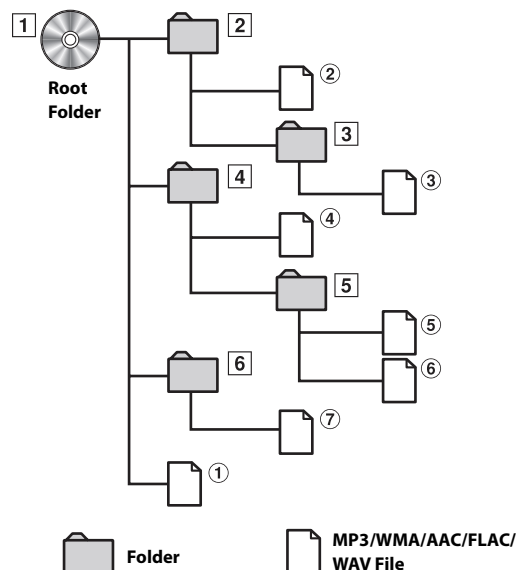 1
2
Root
Folder
②
3
③
4
④
5
⑤
⑥
6
⑦
①
Folder
MP3/WMA/AAC/FLAC/
WAV File